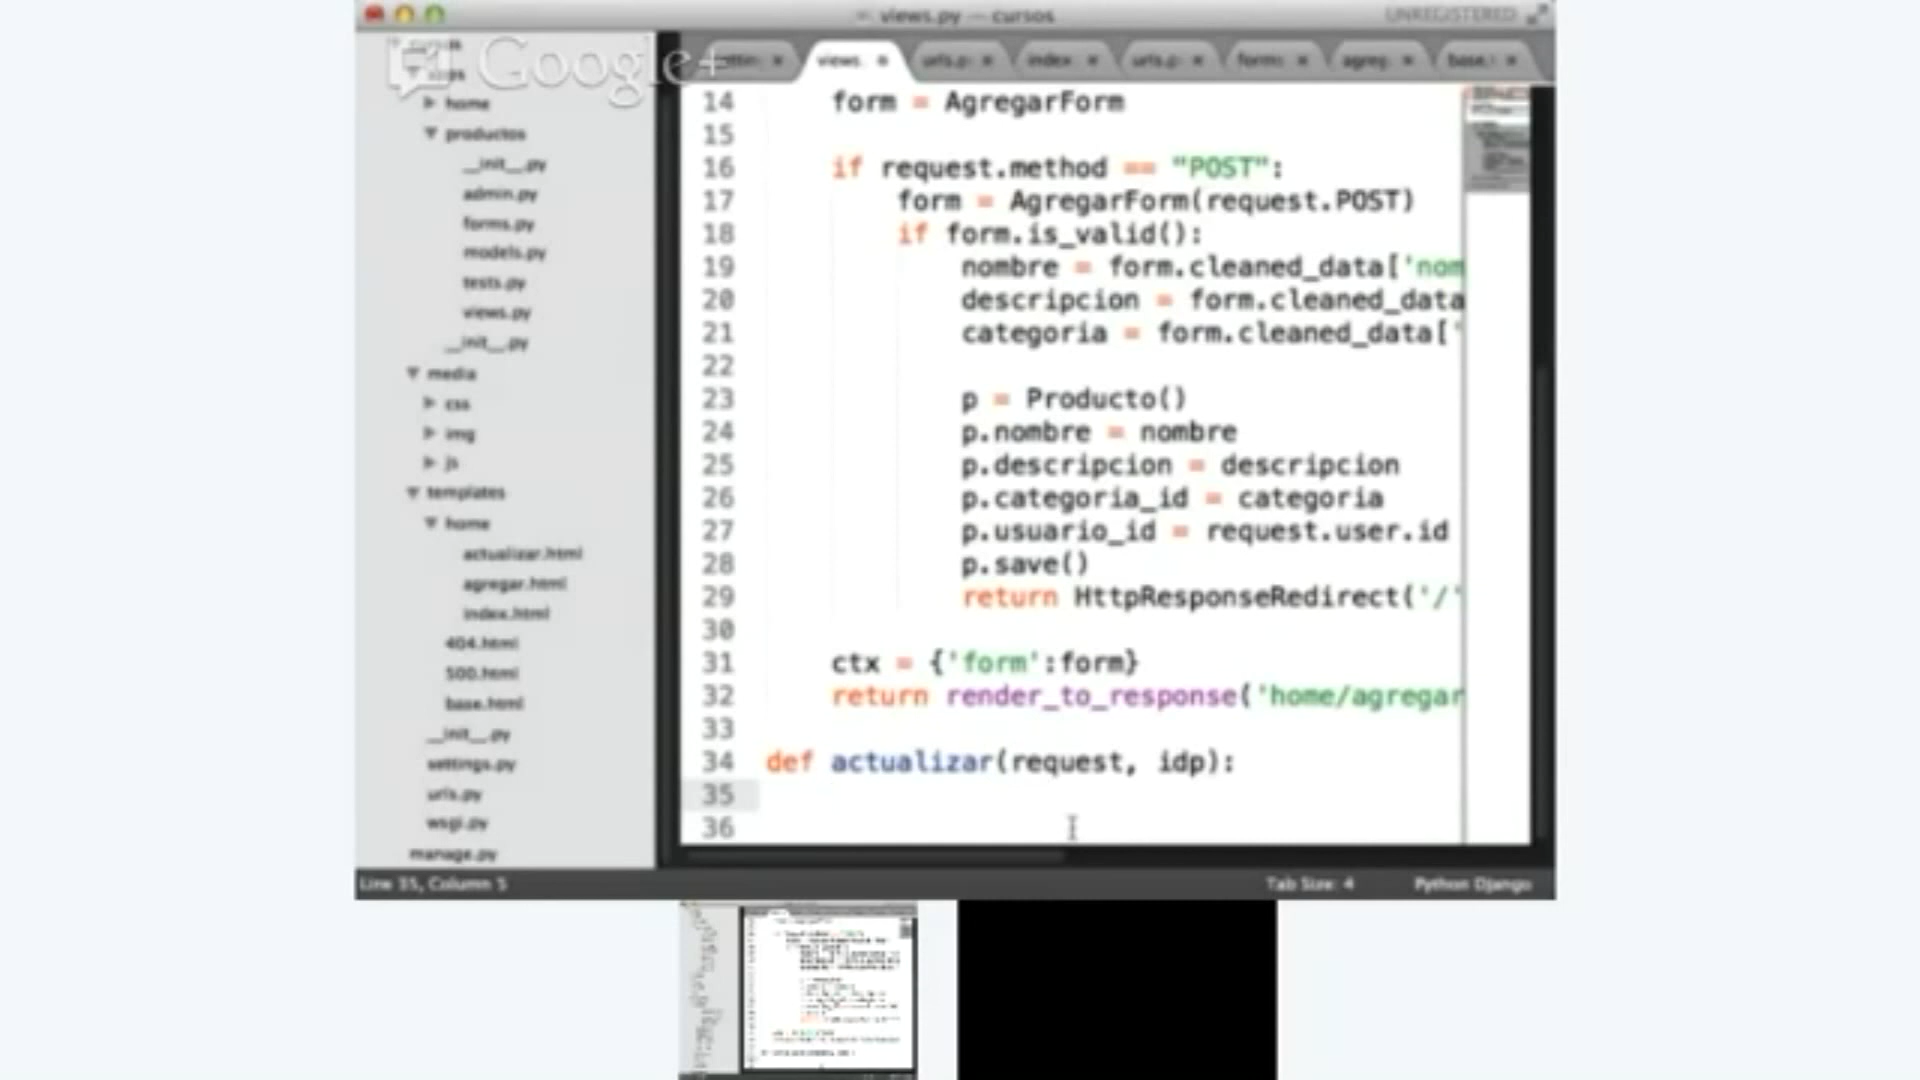 views.py — cursos
UNREGISTERED
Google+
views.
urls.p
index
urls.p
forms
agreg
base.
home
productos
__init__.py
admin.py
forms.py
models.py
tests.py
views.py
__init__.py
media
css
img
js
templates
home
actualizar.html
agregar.html
index.html
404.html
500.html
base.html
__init__.py
settings.py
urls.py
wsgi.py
manage.py
14 form = AgregarForm
15
16 if request.method == "POST":
17 form = AgregarForm(request.POST)
18 if form.is_valid():
19 nombre = form.cleaned_data['nom
20 descripcion = form.cleaned_data
21 categoria = form.cleaned_data['
22
23 p = Producto()
24 p.nombre = nombre
25 p.descripcion = descripcion
26 p.categoria_id = categoria
27 p.usuario_id = request.user.id
28 p.save()
29 return HttpResponseRedirect('/'
30
31 ctx = {'form':form}
32 return render_to_response('home/agregar
33
34 def actualizar(request, idp):
35
36
Line 35, Column 5
Tab Size: 4
Python Django